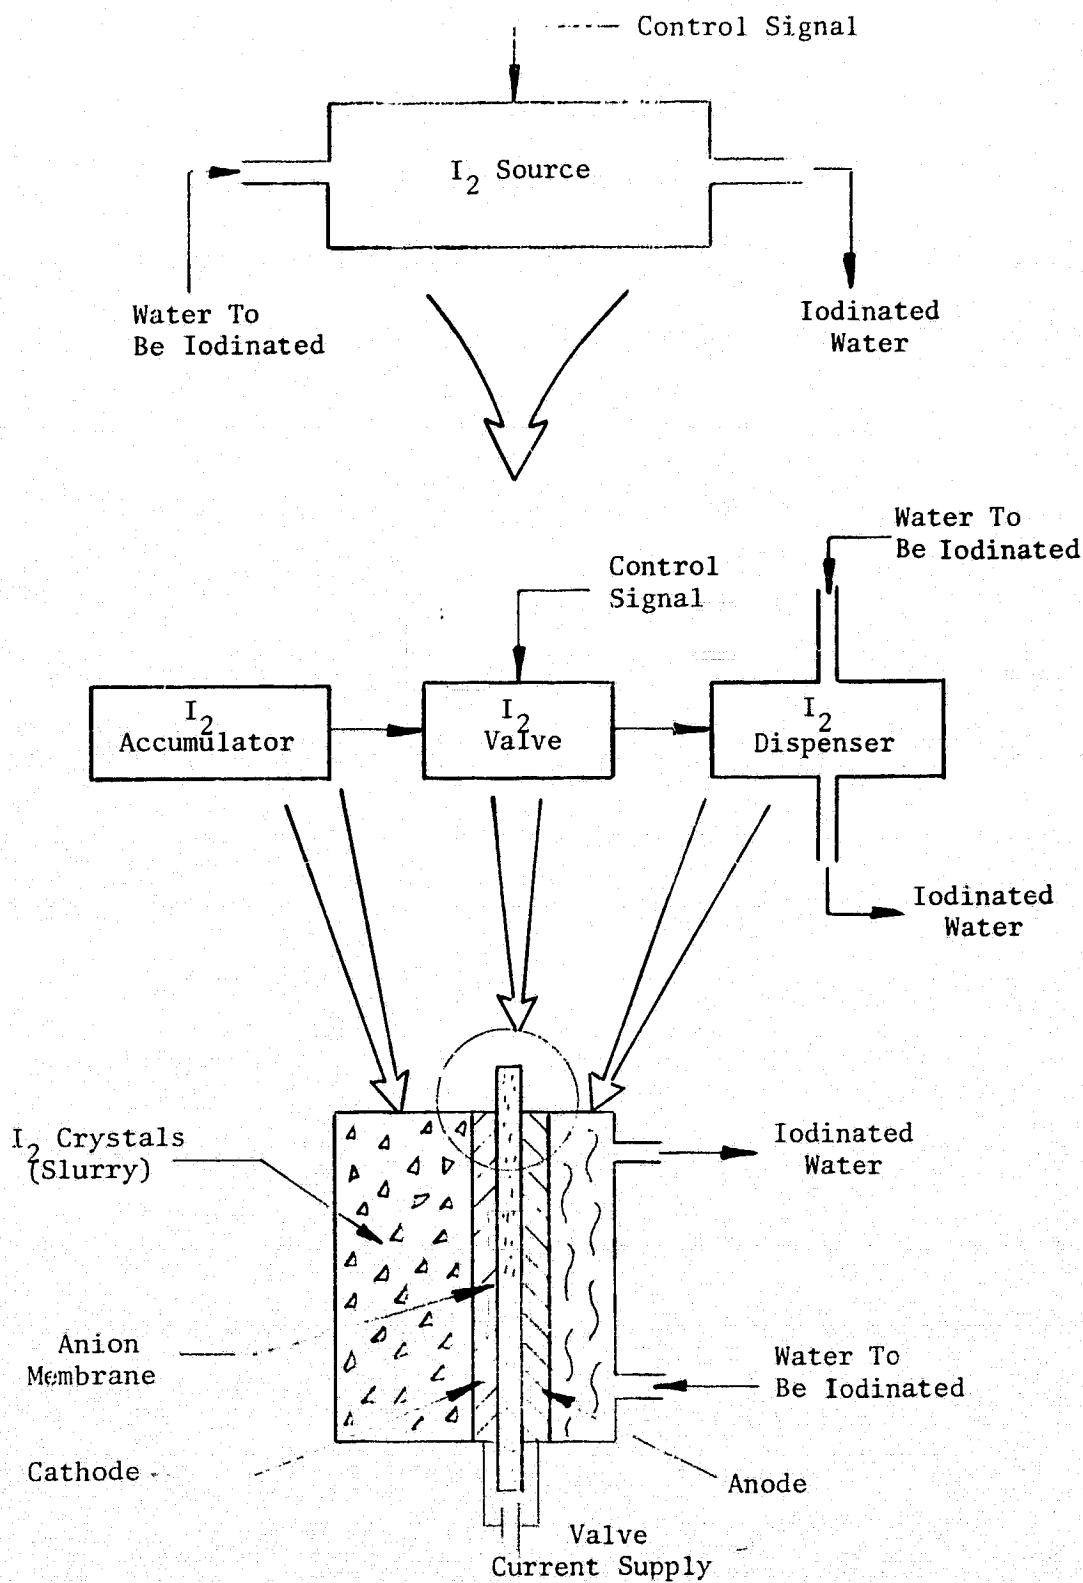 Control Signal
I2 Source
Water To
Be Iodinated
Iodinated
Water
Water To
Be Iodinated
Control
Signal
I2
Accumulator
I2
Valve
I2
Dispenser
Iodinated
Water
I2 Crystals
(Slurry)
Iodinated
Water
Anion
Membrane
Water To
Be Iodinated
Cathode
Anode
Valve
Current Supply